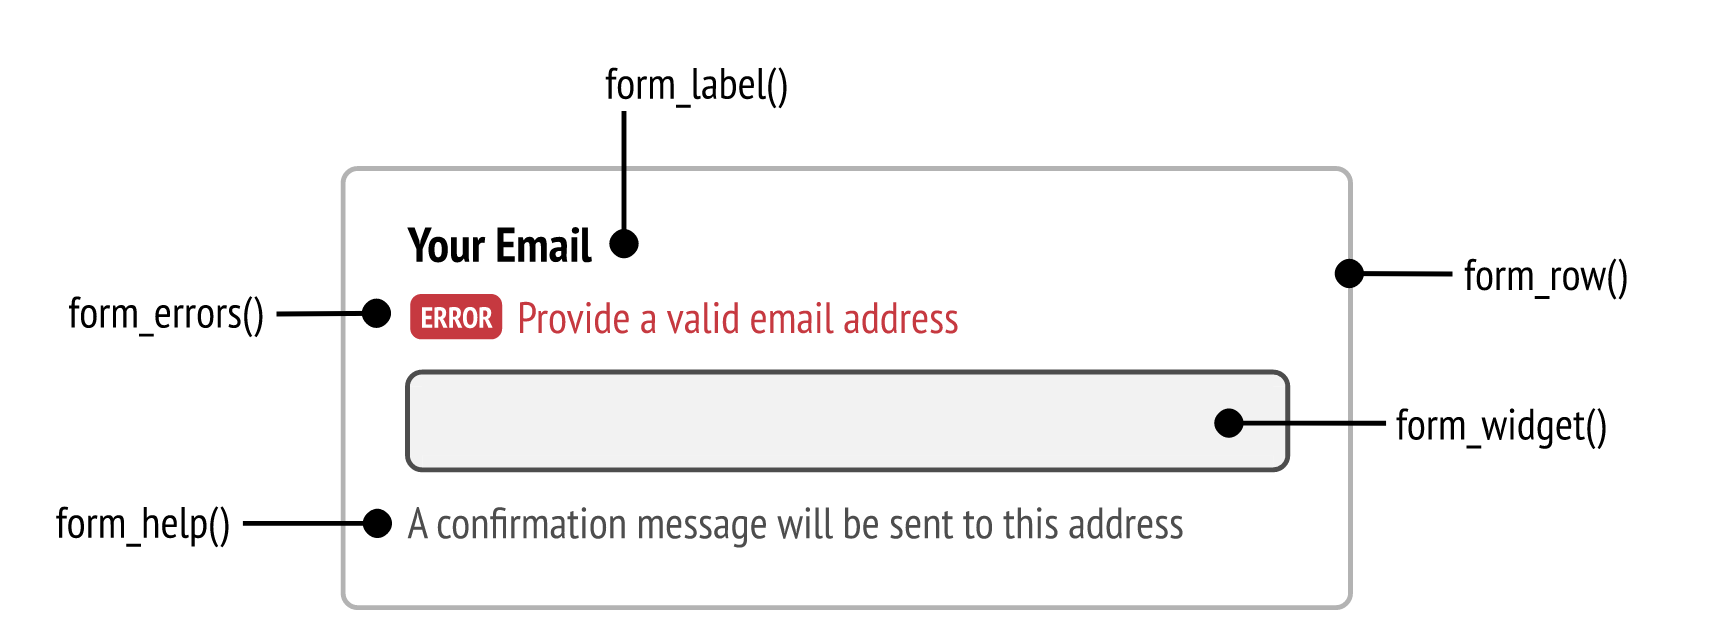 form_label()
Your Email
form_row()
form_errors()
ERROR Provide a valid email address
form_widget()
form_help()
A confirmation message will be sent to this address